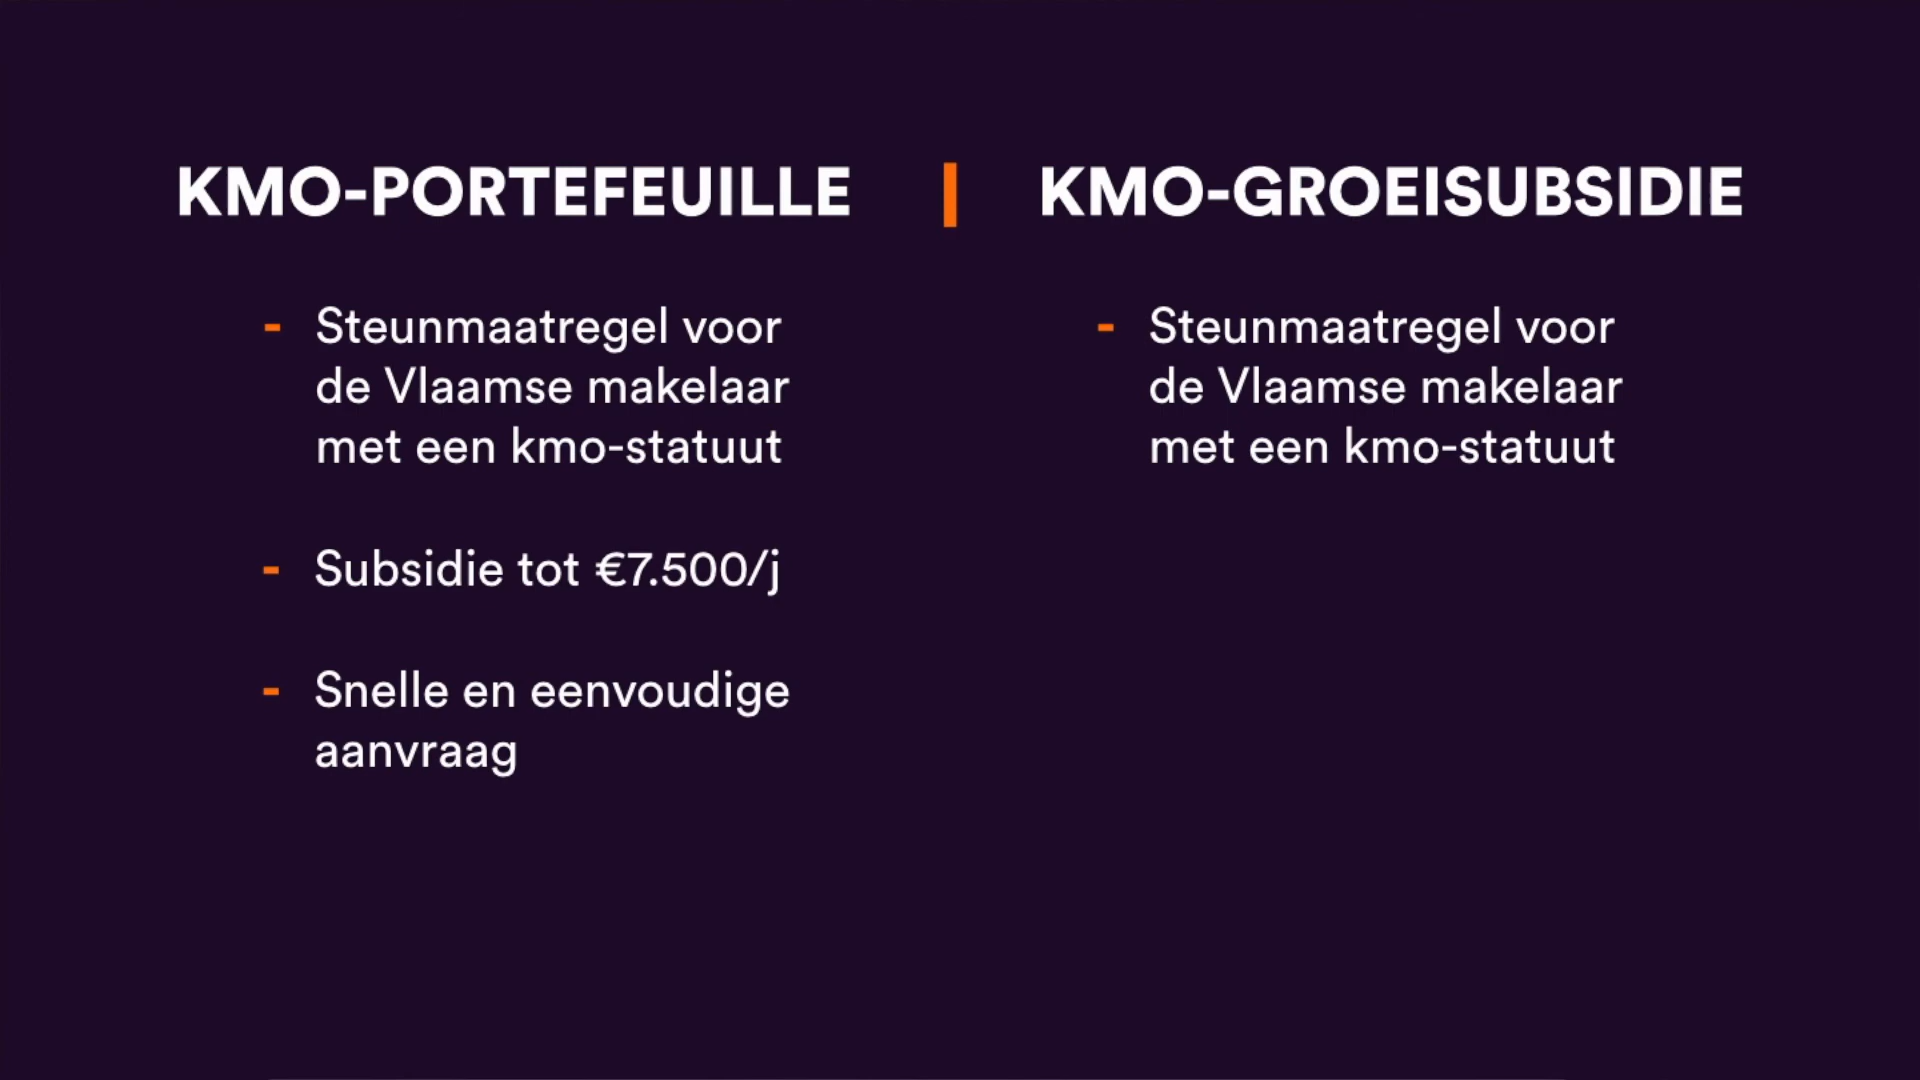 KMO-PORTEFEUILLE | KMO-GROEISUBSIDIE
- Steunmaatregel voor
de Vlaamse makelaar
met een kmo-statuut
- Subsidie tot €7.500/j
- Snelle en eenvoudige
aanvraag
- Steunmaatregel voor
de Vlaamse makelaar
met een kmo-statuut